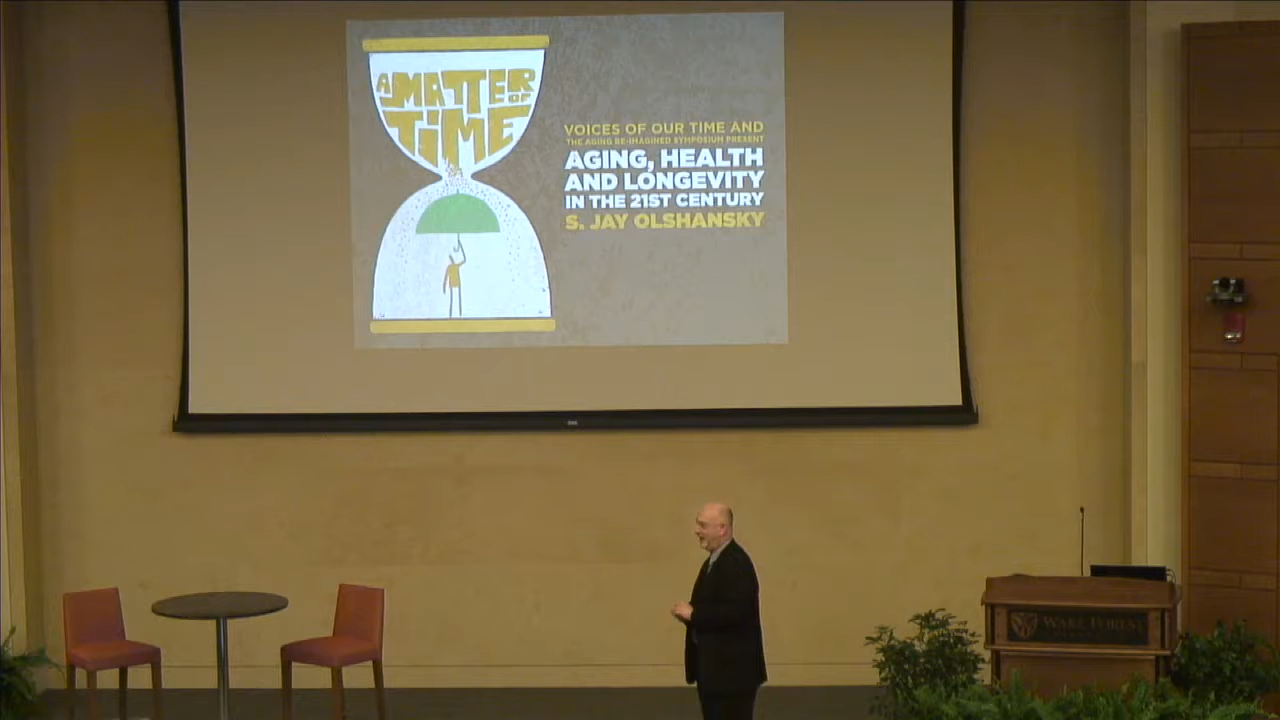 A MATTER
OF
TIME
VOICES OF OUR TIME AND
THE AGING RE-IMAGINED SYMPOSIUM PRESENT
AGING, HEALTH
AND LONGEVITY
IN THE 21ST CENTURY
S. JAY OLSHANSKY
WAKE FOREST